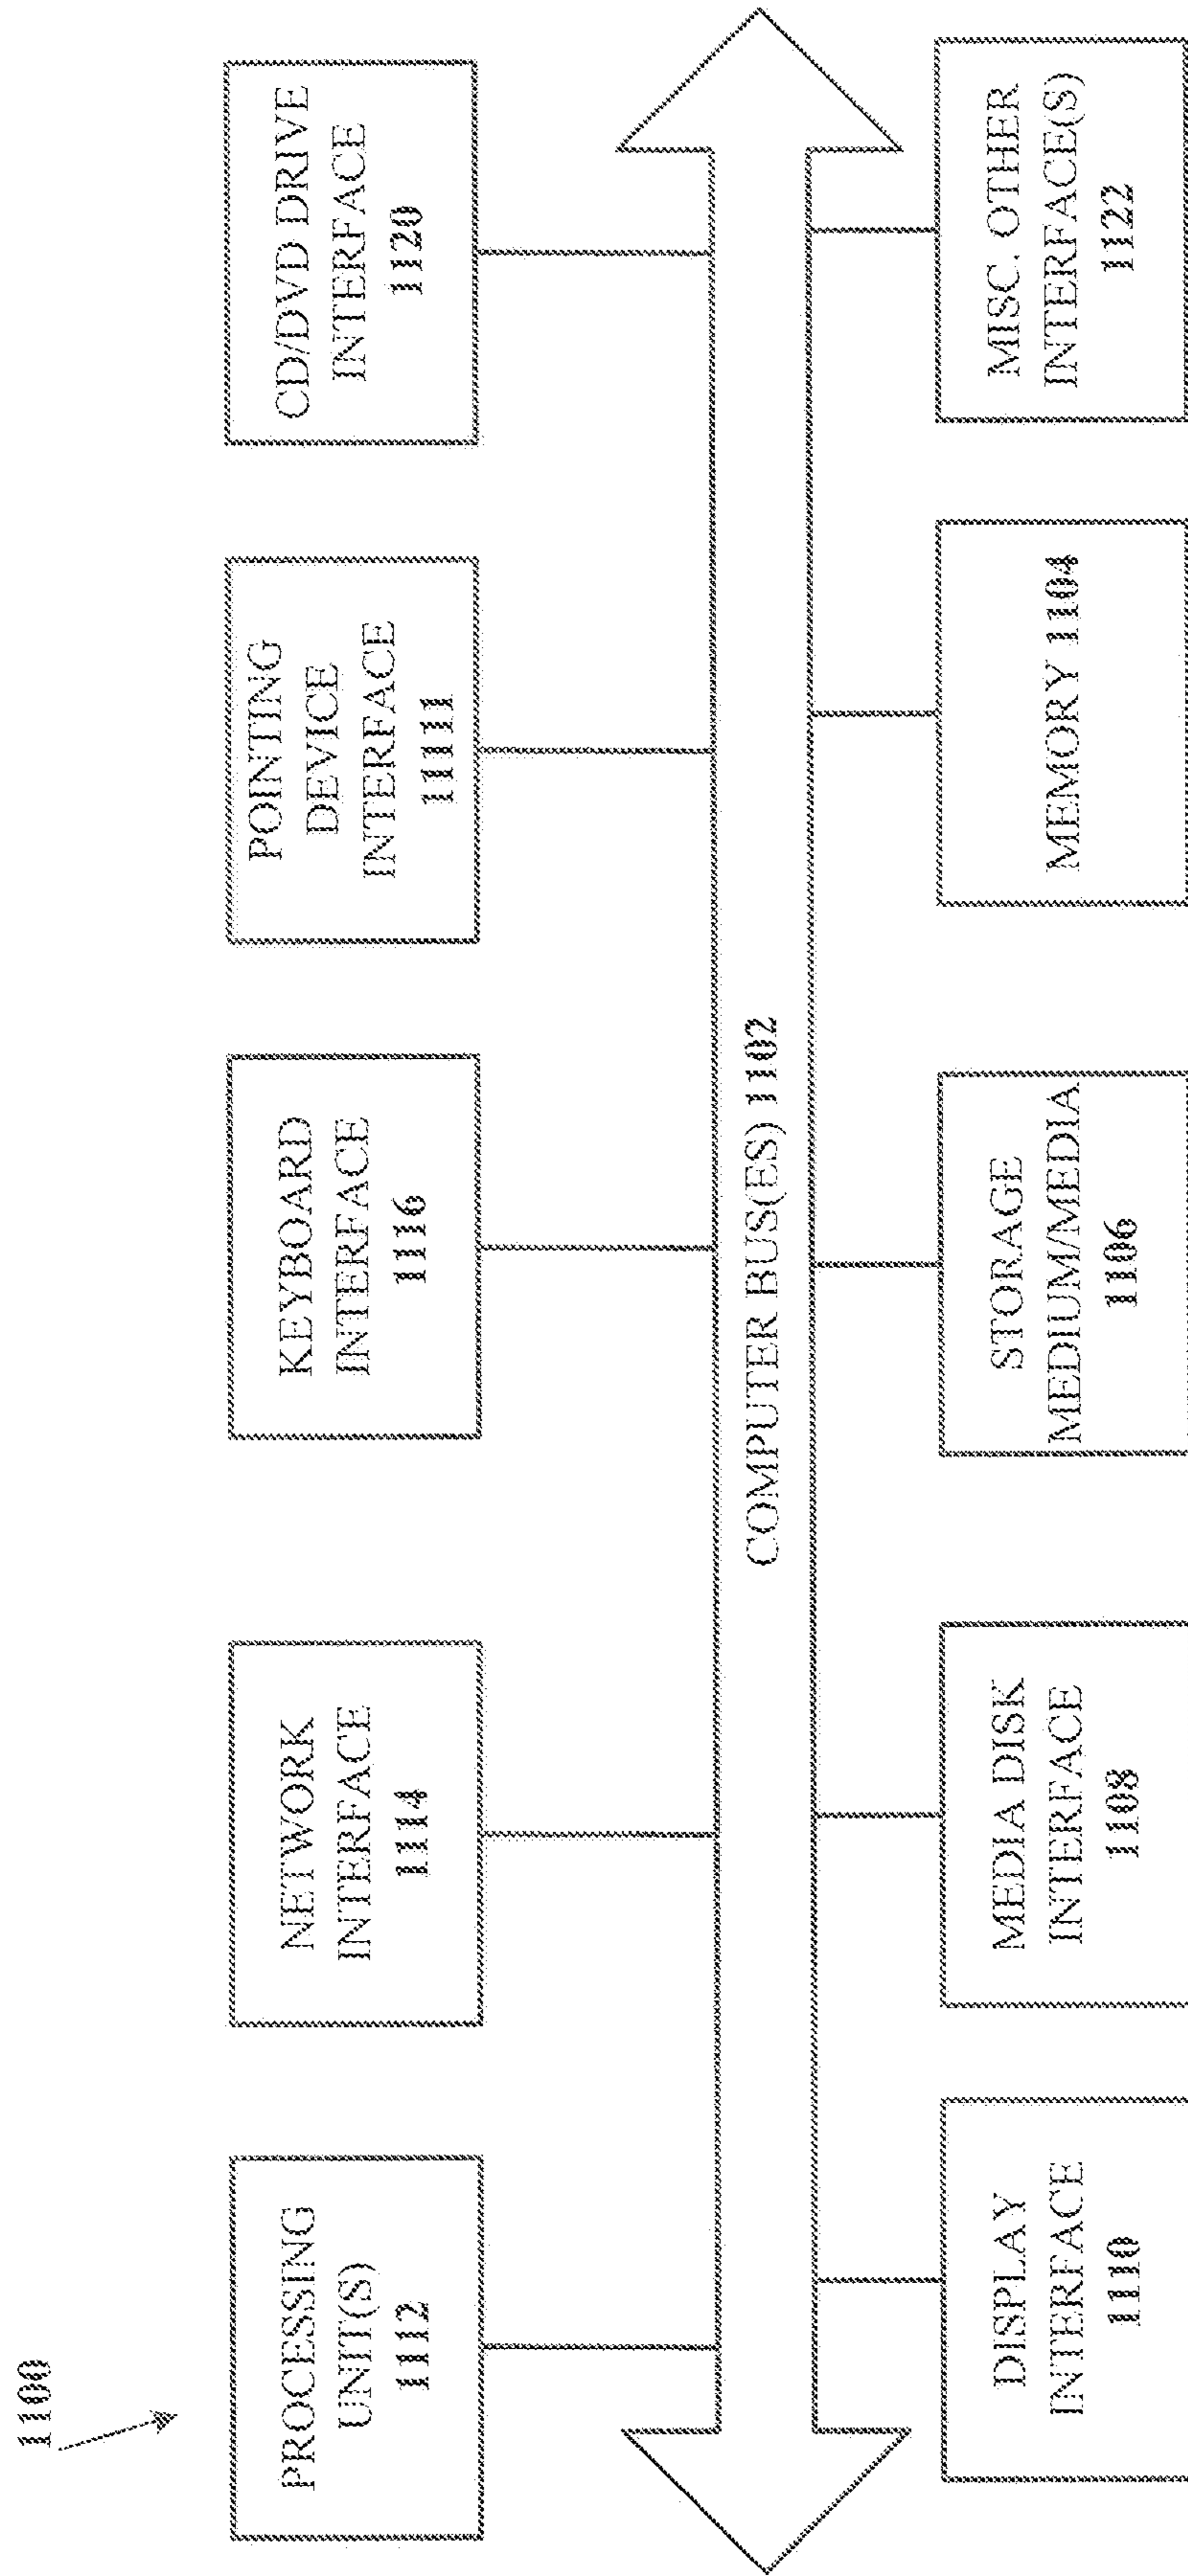 1100
PROCESSING
UNIT(S)
1112
NETWORK
INTERFACE
1114
KEYBOARD
INTERFACE
1116
POINTING
DEVICE
INTERFACE
11111
CD/DVD DRIVE
INTERFACE
1120
COMPUTER BUS(ES) 1102
DISPLAY
INTERFACE
1110
MEDIA DISK
INTERFACE
1108
STORAGE
MEDIUM/MEDIA
1106
MEMORY 1104
MISC. OTHER
INTERFACE(S)
1122